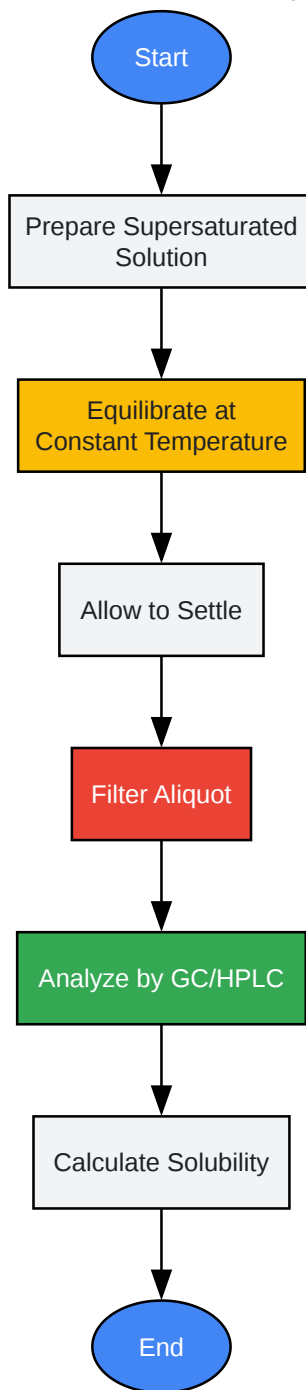 Start
Prepare Supersaturated
Solution
Equilibrate at
Constant Temperature
Allow to Settle
Filter Aliquot
Analyze by GC/HPLC
Calculate Solubility
End